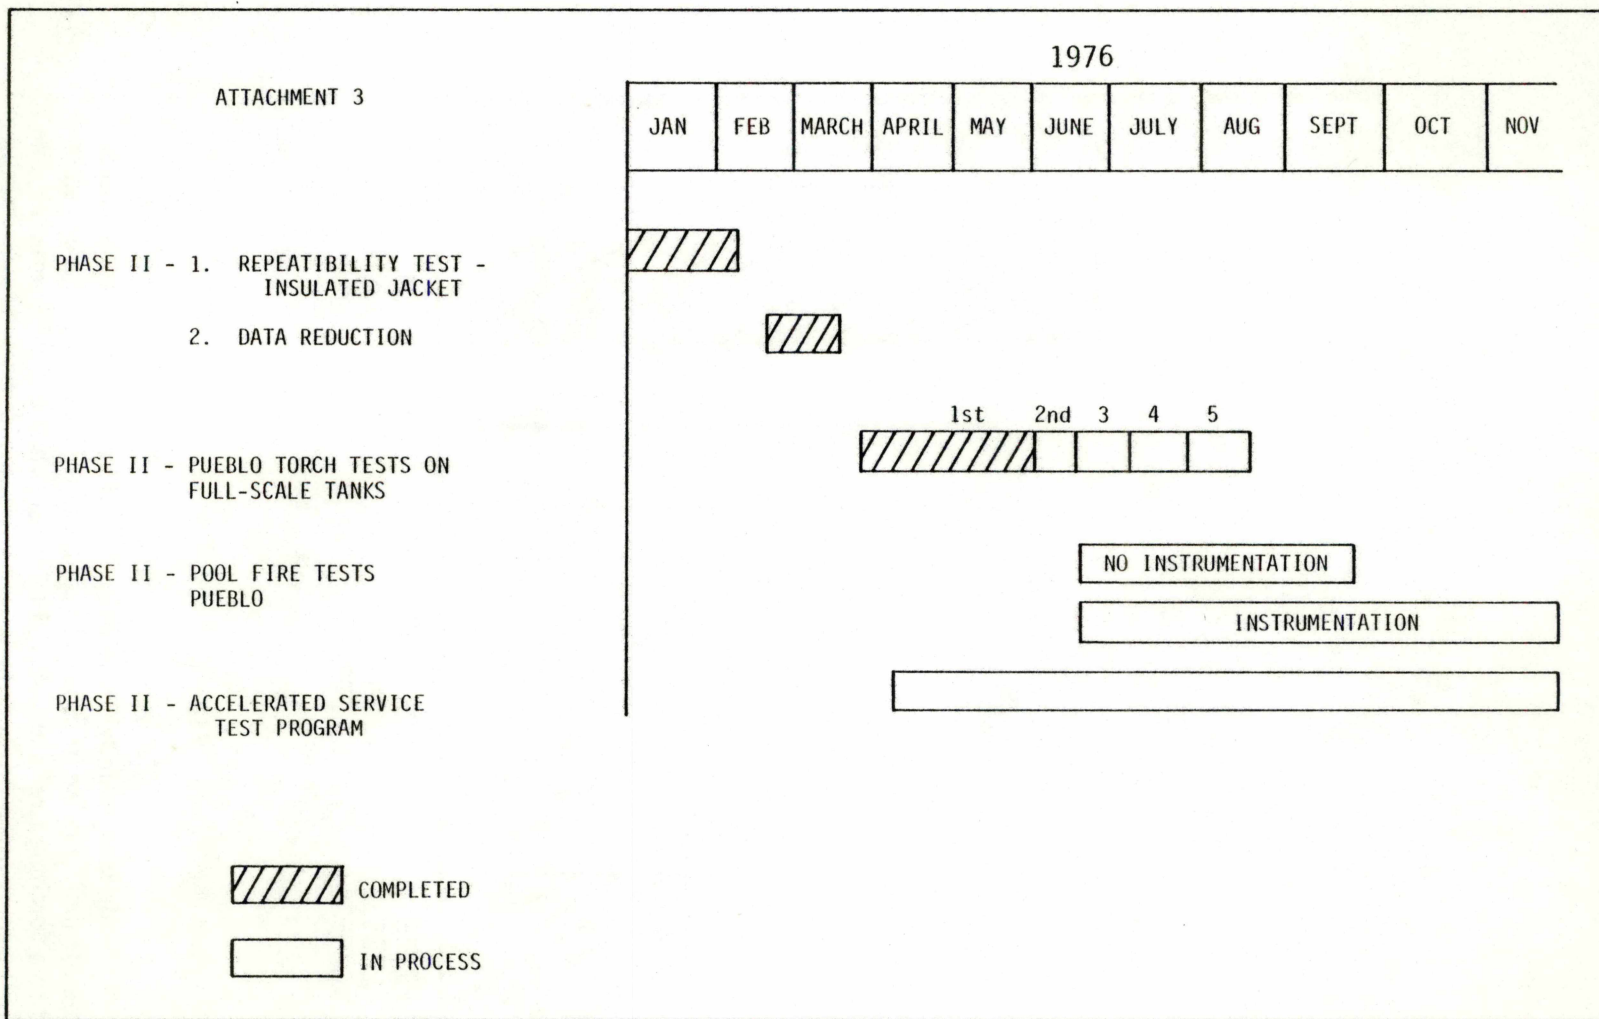 1976
ATTACHMENT 3
JAN FEB MARCH APRIL MAY JUNE JULY AUG SEPT OCT NOV
PHASE II - 1. REPEATIBILITY TEST -
INSULATED JACKET
2. DATA REDUCTION
1st 2nd 3 4 5
PHASE II - PUEBLO TORCH TESTS ON
FULL-SCALE TANKS
PHASE II - POOL FIRE TESTS
PUEBLO
NO INSTRUMENTATION
INSTRUMENTATION
PHASE II - ACCELERATED SERVICE
TEST PROGRAM
COMPLETED
IN PROCESS